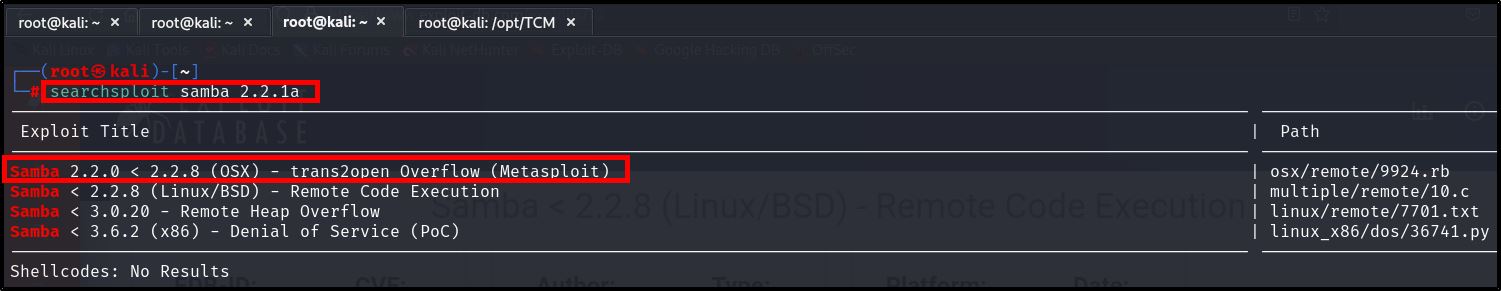 root@kali: ~ × root@kali: ~ × root@kali: ~ × root@kali: /opt/TCM ×
Kali Linux Kali Tools Kali Docs Kali Forums Kali NetHunter Exploit-DB Google Hacking DB OffSec
┌──(root㉿kali)-[~]
└─# searchsploit samba 2.2.1a
EXPLOIT
DATABASE
Exploit Title | Path
Samba 2.2.0 < 2.2.8 (OSX) - trans2open Overflow (Metasploit) | osx/remote/9924.rb
Samba < 2.2.8 (Linux/BSD) - Remote Code Execution | multiple/remote/10.c
Samba < 3.0.20 - Remote Heap Overflow | linux/remote/7701.txt
Samba < 2.2.8 (Linux/BSD) - Remote Code Execution
Samba < 3.6.2 (x86) - Denial of Service (PoC) | linux_x86/dos/36741.py
Shellcodes: No Results
EDB-ID: CVE: Author: Type: Platform: Date: